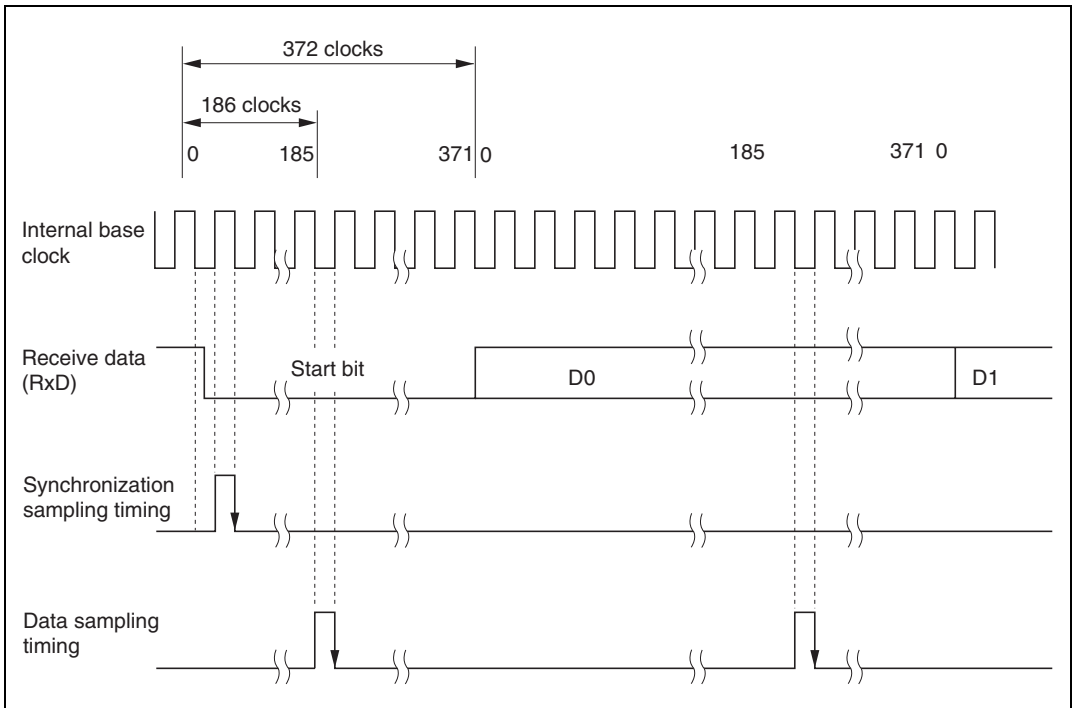 372 clocks
186 clocks
0 185 371 0 185 371 0
Internal base
clock
Receive data
(RxD)
Start bit
D0
D1
Synchronization
sampling timing
Data sampling
timing